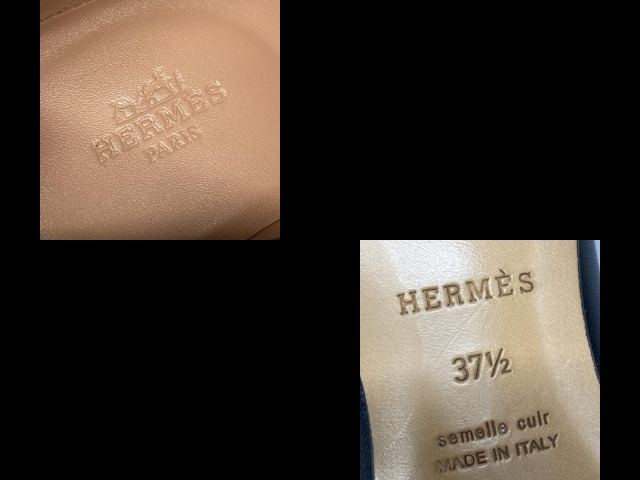 HERMÈS
PARIS
HERMÈS
37½
semelle cuir
MADE IN ITALY